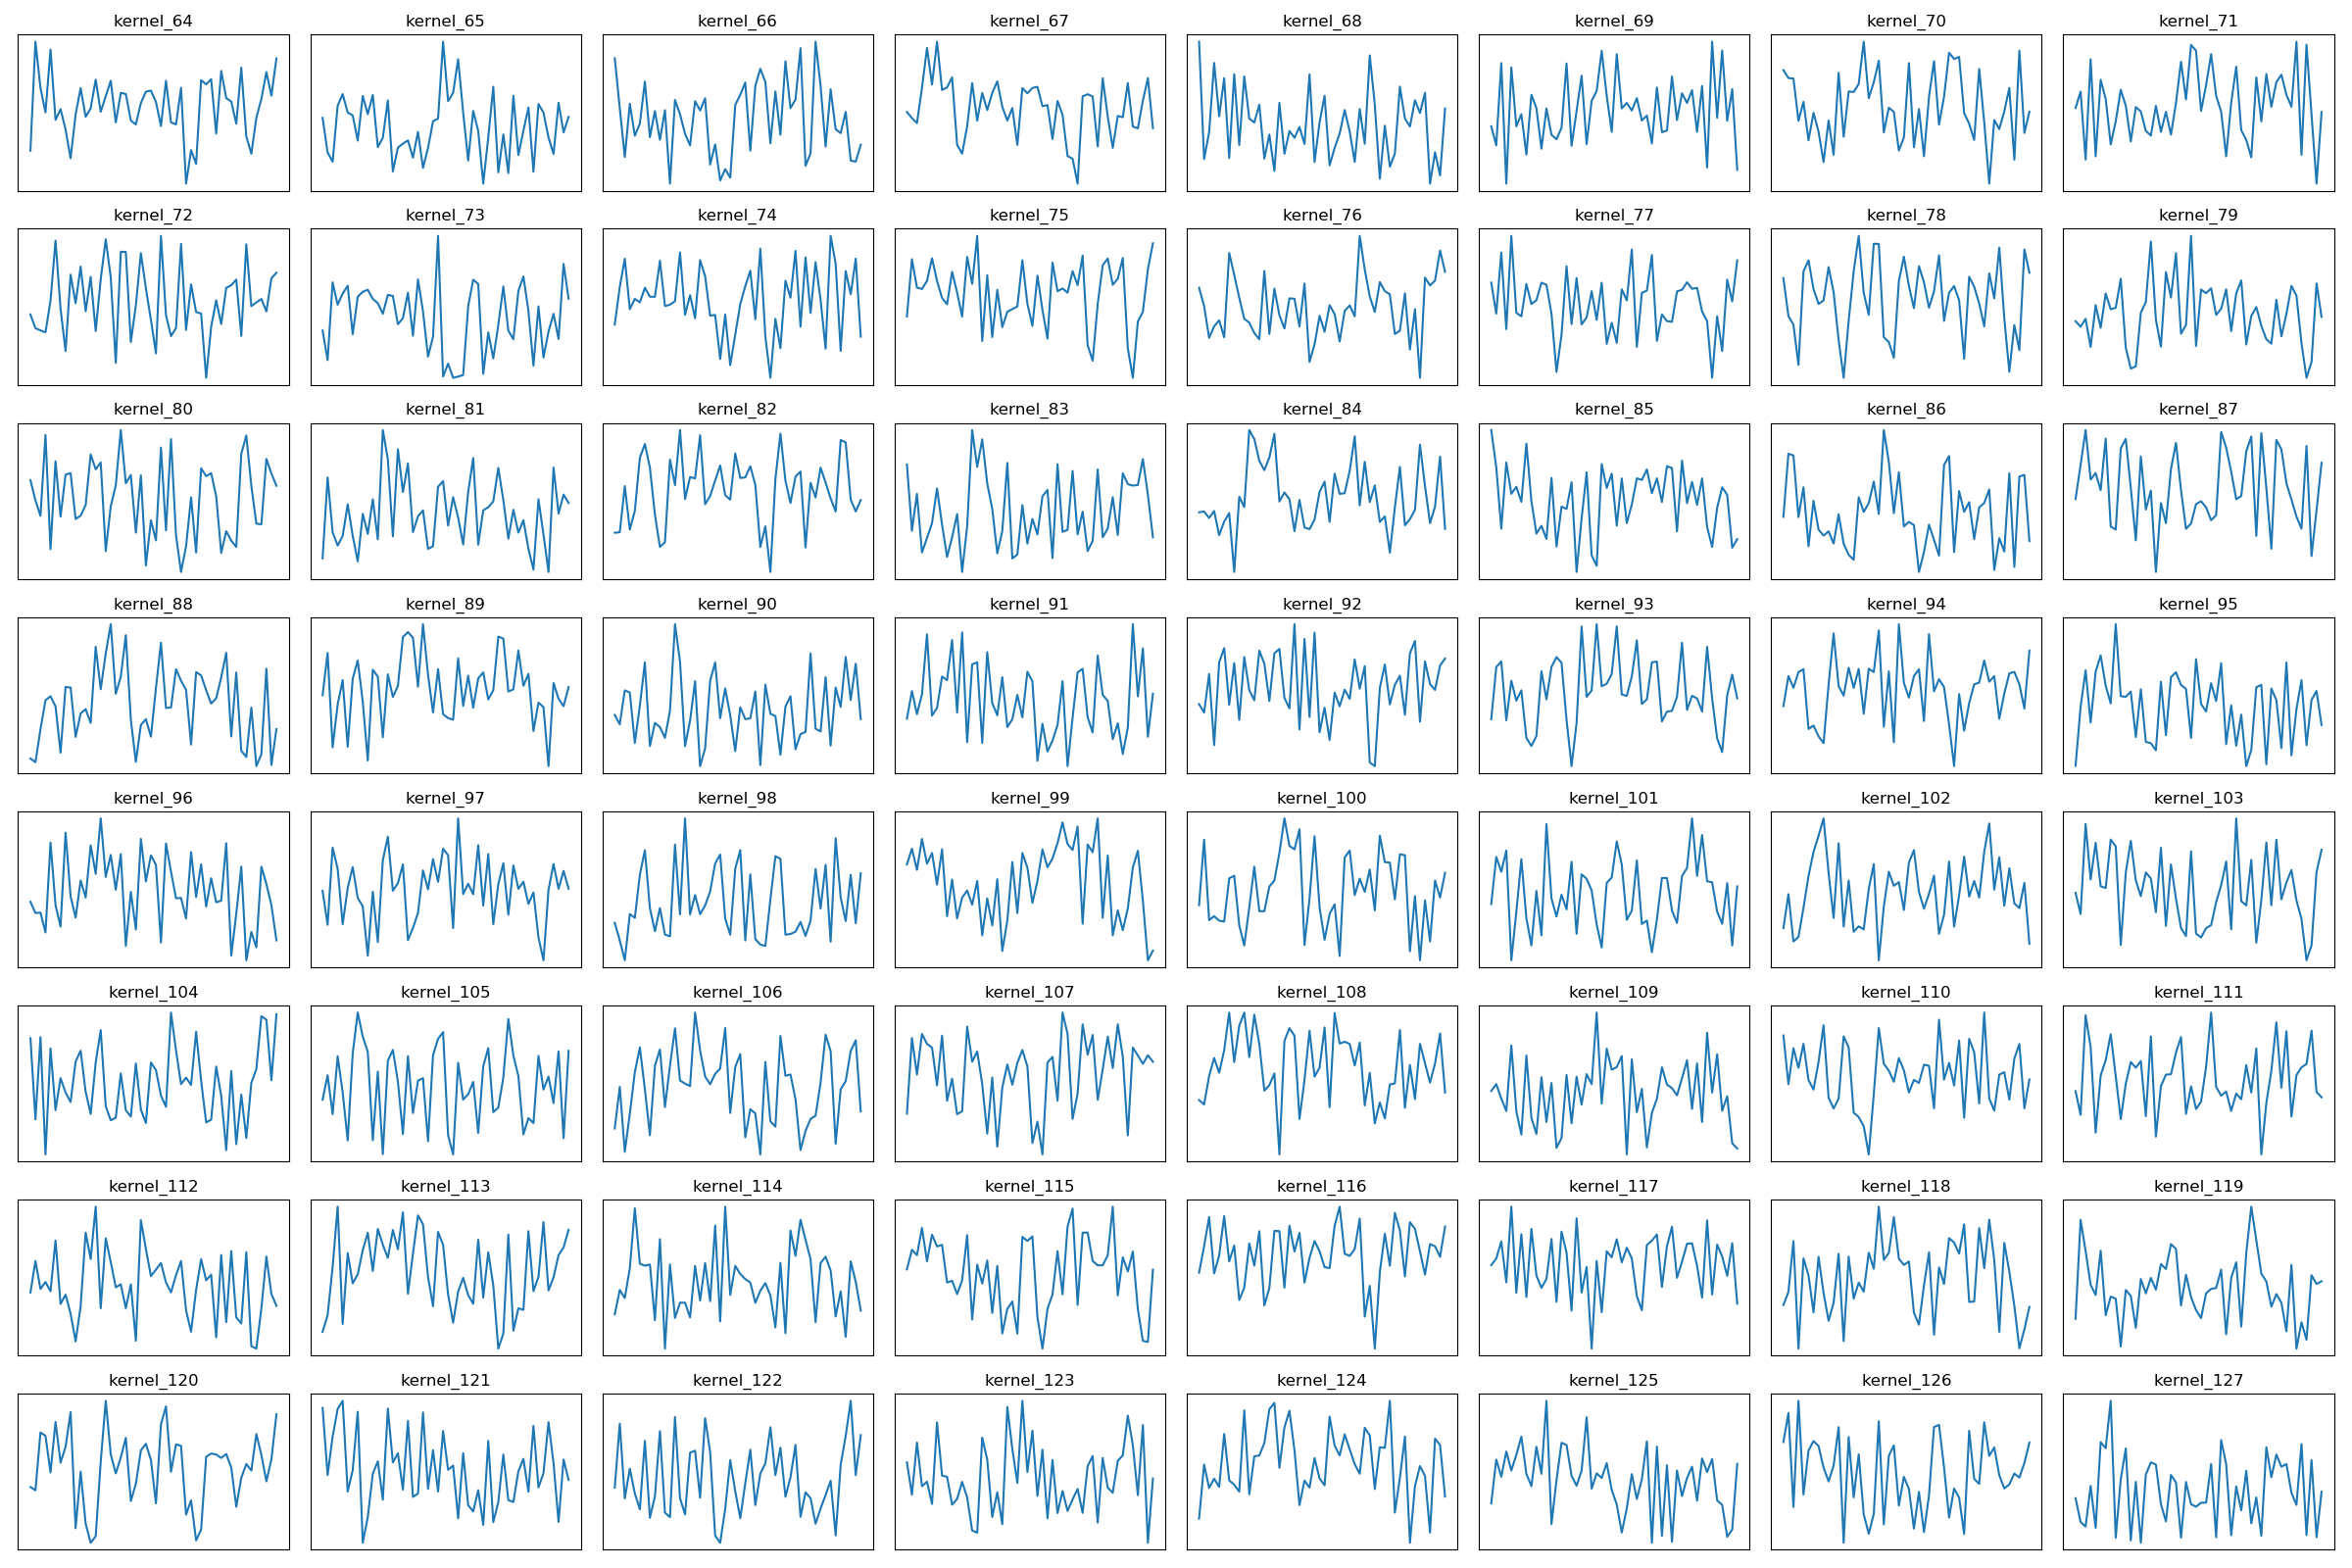 kernel_64 kernel_65 kernel_66 kernel_67 kernel_68 kernel_69 kernel_70 kernel_71
kernel_72 kernel_73 kernel_74 kernel_75 kernel_76 kernel_77 kernel_78 kernel_79
kernel_80 kernel_81 kernel_82 kernel_83 kernel_84 kernel_85 kernel_86 kernel_87
kernel_88 kernel_89 kernel_90 kernel_91 kernel_92 kernel_93 kernel_94 kernel_95
kernel_96 kernel_97 kernel_98 kernel_99 kernel_100 kernel_101 kernel_102 kernel_103
kernel_104 kernel_105 kernel_106 kernel_107 kernel_108 kernel_109 kernel_110 kernel_111
kernel_112 kernel_113 kernel_114 kernel_115 kernel_116 kernel_117 kernel_118 kernel_119
kernel_120 kernel_121 kernel_122 kernel_123 kernel_124 kernel_125 kernel_126 kernel_127